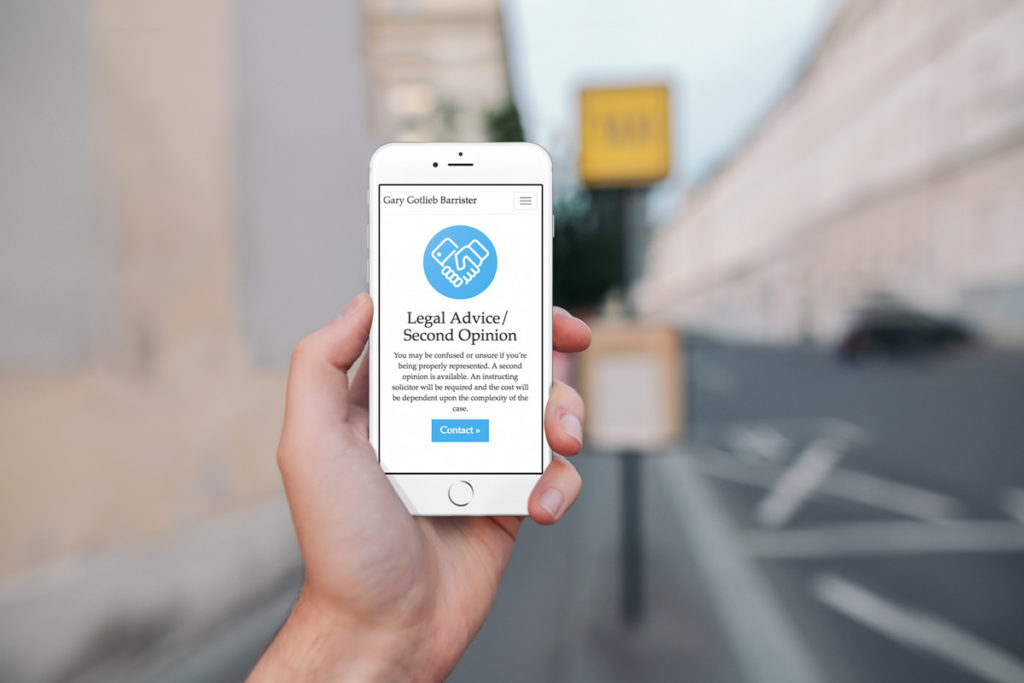 Gary Gotlieb Barrister
Legal Advice/
Second Opinion
You may be confused or unsure if you're
being properly represented. A second
opinion is available. An instructing
solicitor will be required and the cost will
be dependent upon the complexity of the
case.
Contact »